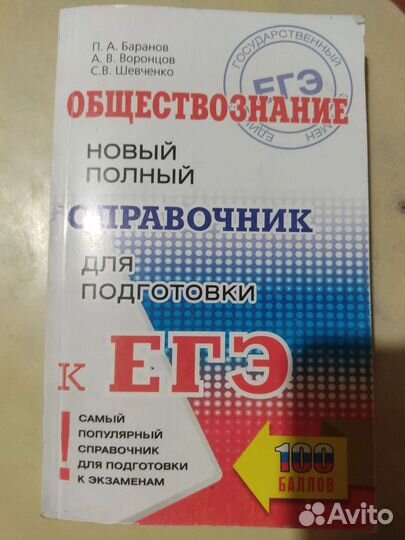 П. А. Баранов
А. В. Воронцов
С.В. Шевченко
ГОСУДАРСТВЕННЫЙ
ЕГЭ
ОБЩЕСТВОЗНАНИЕ
НОВЫЙ
ПОЛНЫЙ
СПРАВОЧНИК
ДЛЯ
ПОДГОТОВКИ
К ЕГЭ
!
САМЫЙ
ПОПУЛЯРНЫЙ
СПРАВОЧНИК
ДЛЯ ПОДГОТОВКИ
К ЭКЗАМЕНАМ
100
БАЛЛОВ
Avito